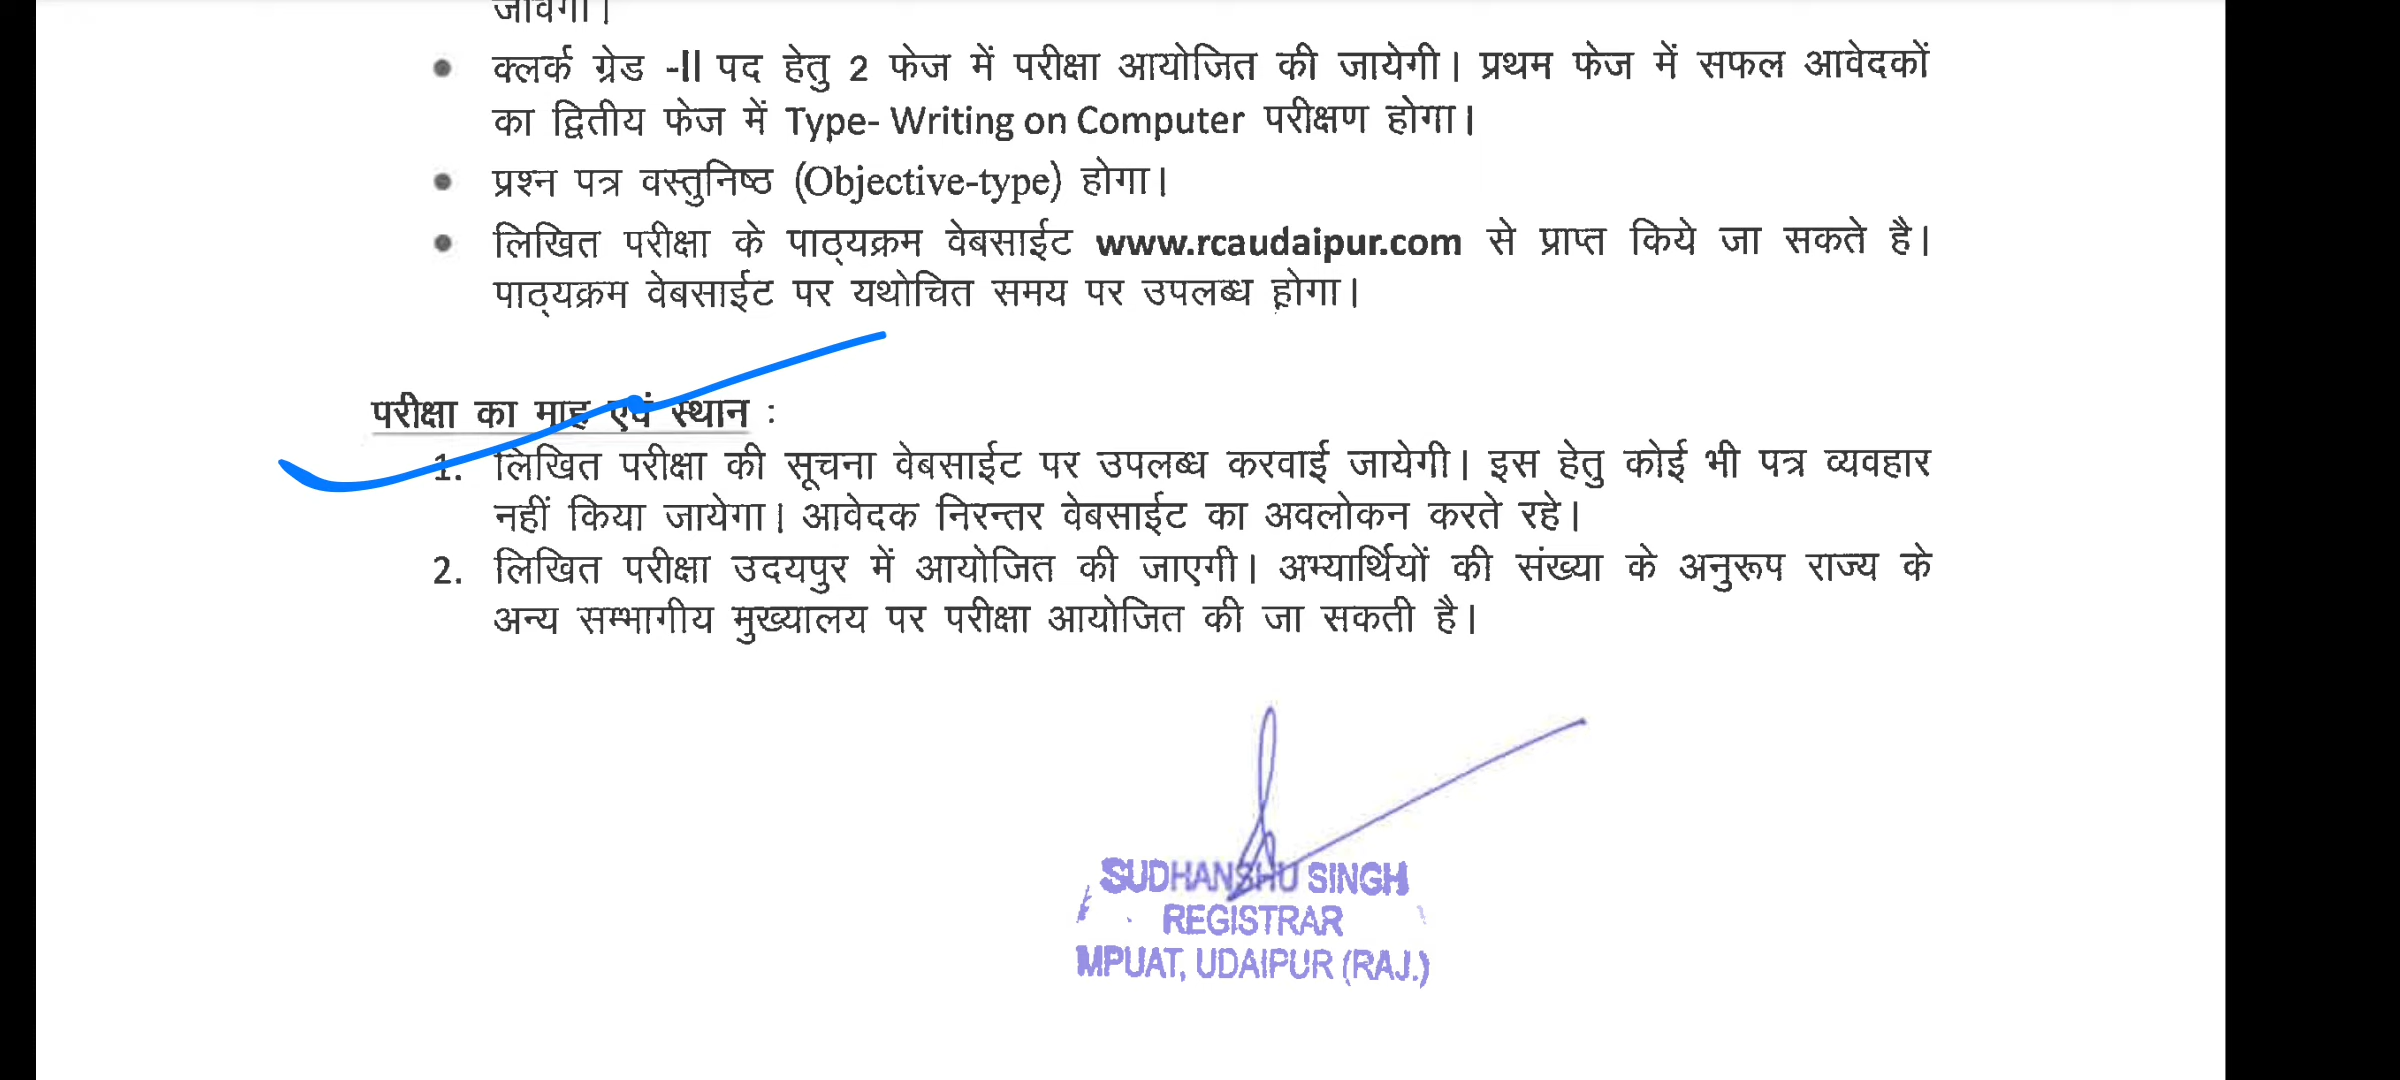 जावेगी।
• क्लर्क ग्रेड -II पद हेतु 2 फेज में परीक्षा आयोजित की जायेगी। प्रथम फेज में सफल आवेदकों
का द्वितीय फेज में Type- Writing on Computer परीक्षण होगा।
• प्रश्न पत्र वस्तुनिष्ठ (Objective-type) होगा।
• लिखित परीक्षा के पाठ्यक्रम वेबसाईट www.rcaudaipur.com से प्राप्त किये जा सकते है।
पाठ्यक्रम वेबसाईट पर यथोचित समय पर उपलब्ध होगा।
परीक्षा का माह एवं स्थान :
1. लिखित परीक्षा की सूचना वेबसाईट पर उपलब्ध करवाई जायेगी। इस हेतु कोई भी पत्र व्यवहार
नहीं किया जायेगा। आवेदक निरन्तर वेबसाईट का अवलोकन करते रहे।
2. लिखित परीक्षा उदयपुर में आयोजित की जाएगी। अभ्यार्थियों की संख्या के अनुरूप राज्य के
अन्य सम्भागीय मुख्यालय पर परीक्षा आयोजित की जा सकती है।
SUDHANSHU SINGH
REGISTRAR
MPUAT, UDAIPUR (RAJ.)